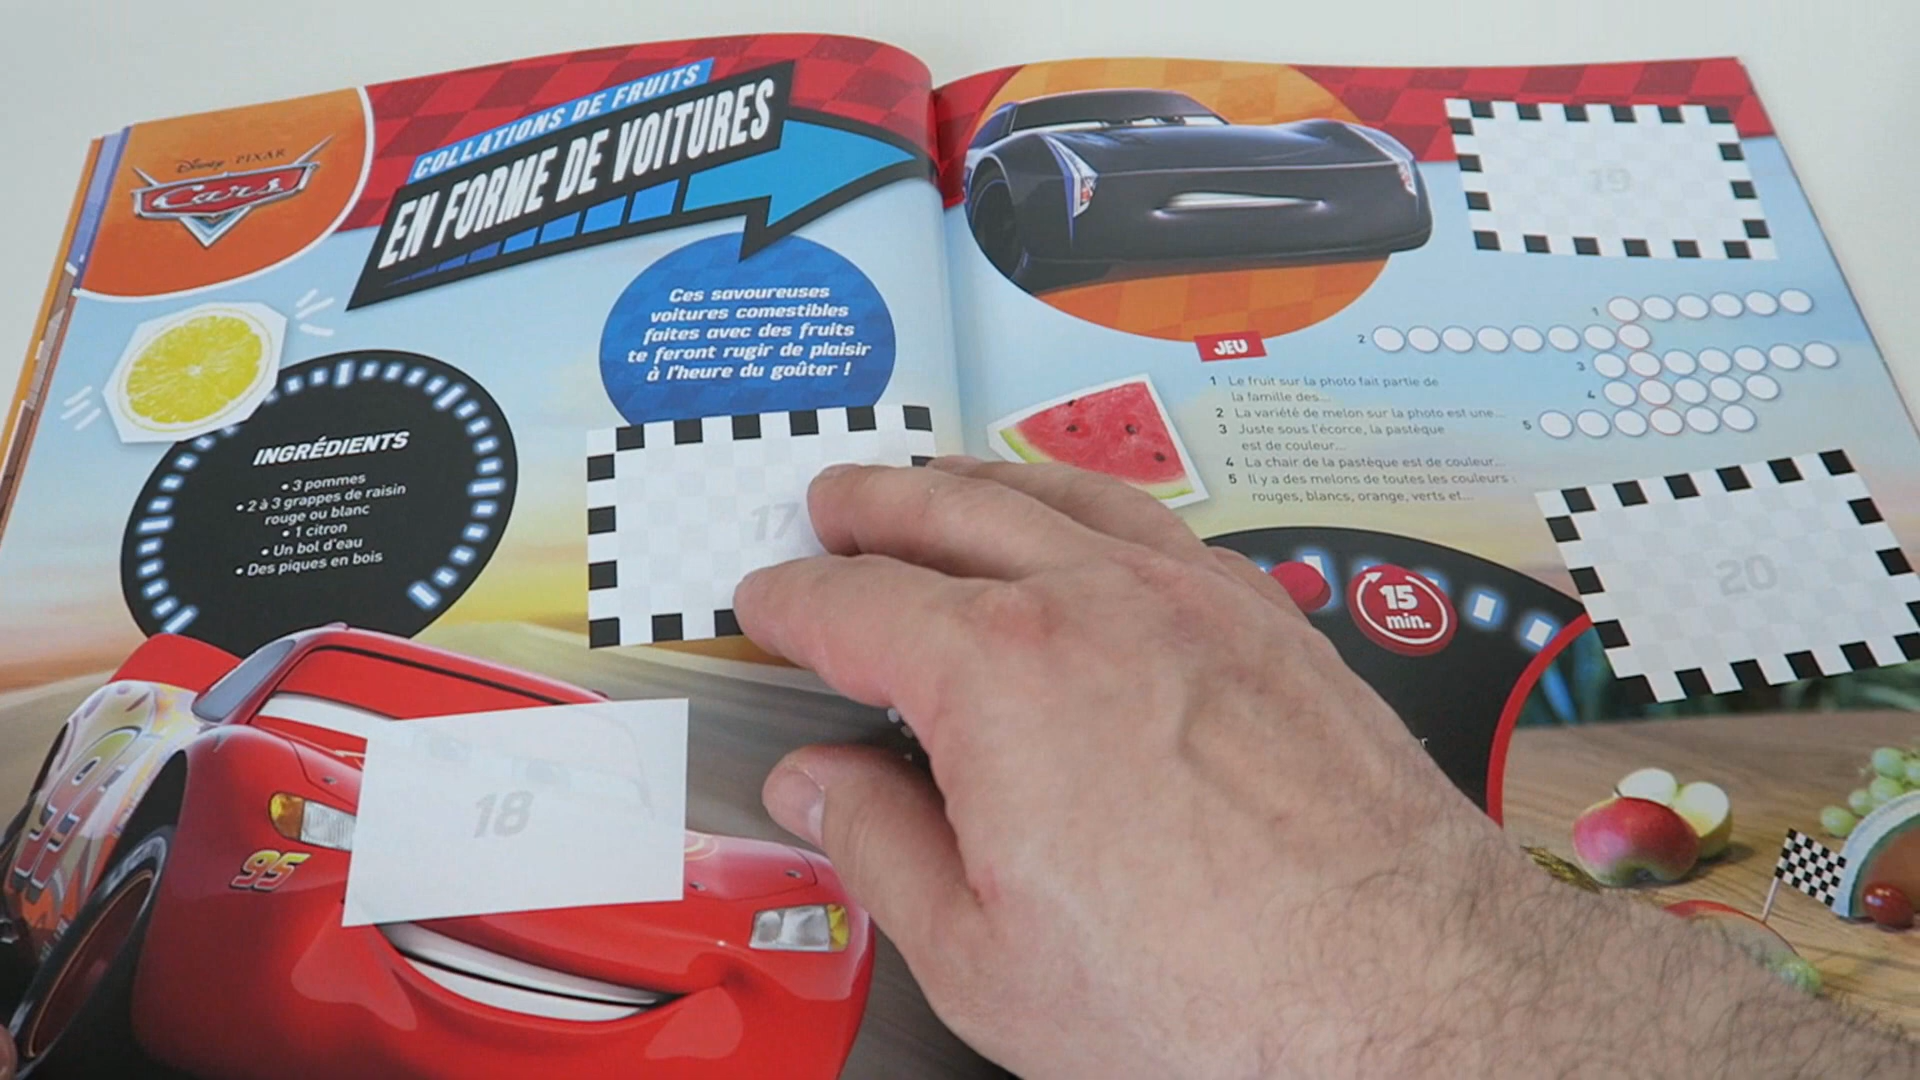 Disney · PIXAR
Cars
COLLATIONS DE FRUITS
EN FORME DE VOITURES
Ces savoureuses
voitures comestibles
faites avec des fruits
te feront rugir de plaisir
à l'heure du goûter !
INGRÉDIENTS
• 3 pommes
• 2 à 3 grappes de raisin
rouge ou blanc
• 1 citron
• Un bol d'eau
• Des piques en bois
17
18
95
95
19
JEU
1 Le fruit sur la photo fait partie de
la famille des...
2 La variété de melon sur la photo est une...
3 Juste sous l'écorce, la pastèque
est de couleur...
4 La chair de la pastèque est de couleur...
5 Il y a des melons de toutes les couleurs :
rouges, blancs, orange, verts et...
1
2
3
4
5
15
min.
20